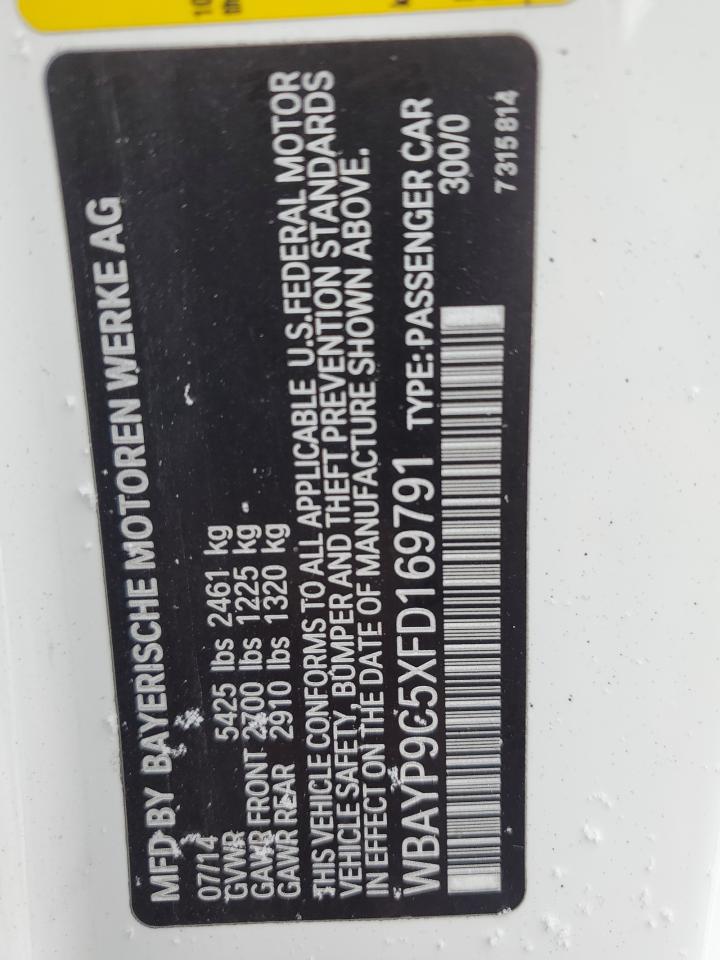 MFD BY BAYERISCHE MOTOREN WERKE AG
07/14
GVWR 5425 lbs 2461 kg
GAWR FRONT 2700 lbs 1225 kg
GAWR REAR 2910 lbs 1320 kg
THIS VEHICLE CONFORMS TO ALL APPLICABLE U.S.FEDERAL MOTOR
VEHICLE SAFETY, BUMPER AND THEFT PREVENTION STANDARDS
IN EFFECT ON THE DATE OF MANUFACTURE SHOWN ABOVE.
WBAYP9C5XFD169791 TYPE: PASSENGER CAR
300/0
7315814